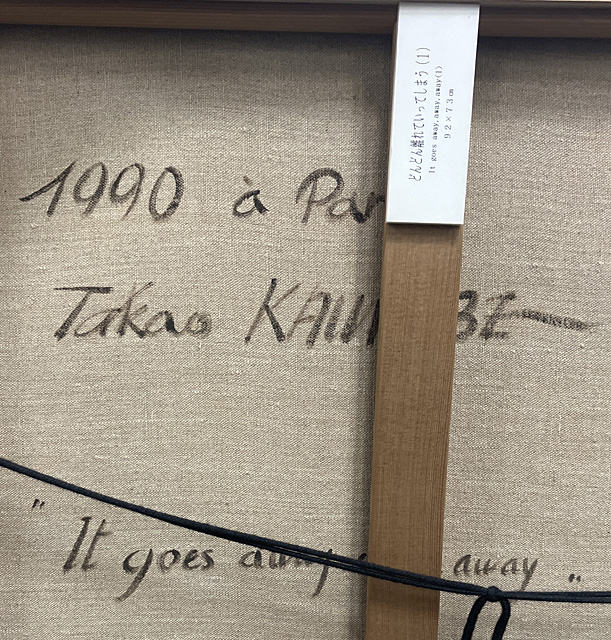 どんどん離れていってしまう(1)
It goes away,away,away(1)
92×73cm
1990 à Par
Takao
"It goes away away"